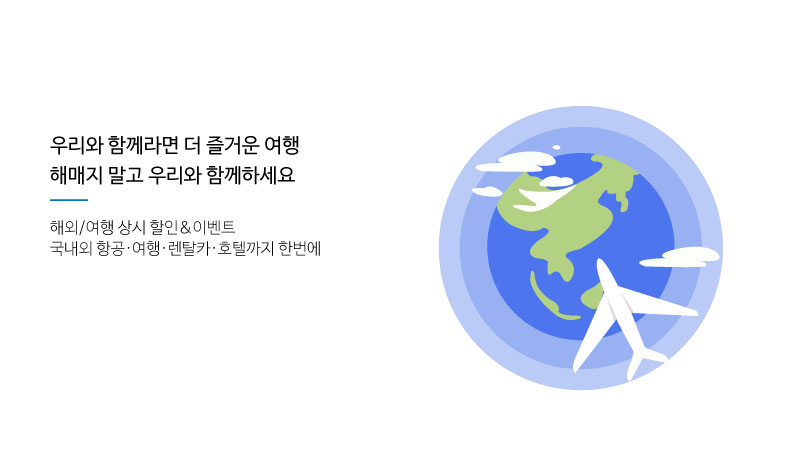 우리와 함께라면 더 즐거운 여행
해매지 말고 우리와 함께하세요
해외/여행 상시 할인&이벤트
국내외 항공·여행·렌탈카·호텔까지 한번에